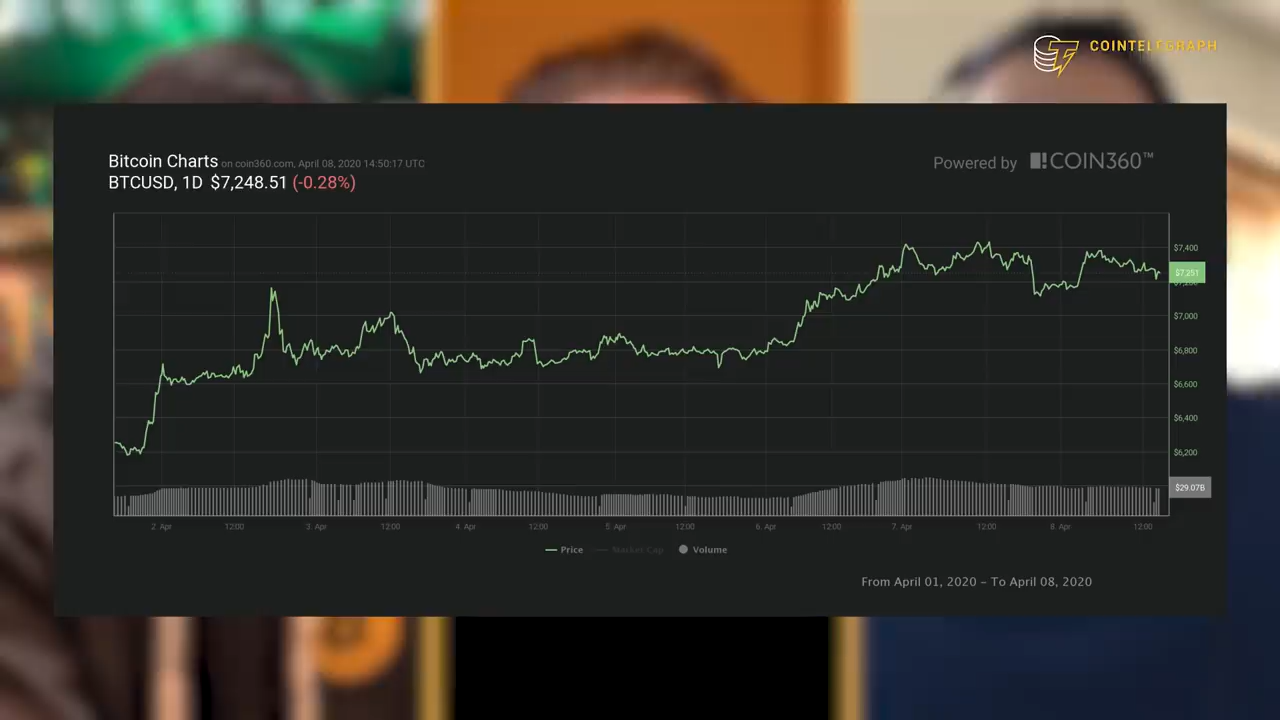 COINTELEGRAPH
Bitcoin Charts on coin360.com, April 08, 2020 14:50:17 UTC
BTCUSD, 1D $7,248.51 (-0.28%)
Powered by COIN360™
$7,400
$7,251
$7,200
$7,000
$6,800
$6,600
$6,400
$6,200
$29.07B
2. Apr 12:00 3. Apr 12:00 4. Apr 12:00 5. Apr 12:00 6. Apr 12:00 7. Apr 12:00 8. Apr 12:00
Price Market Cap Volume
From April 01, 2020 – To April 08, 2020